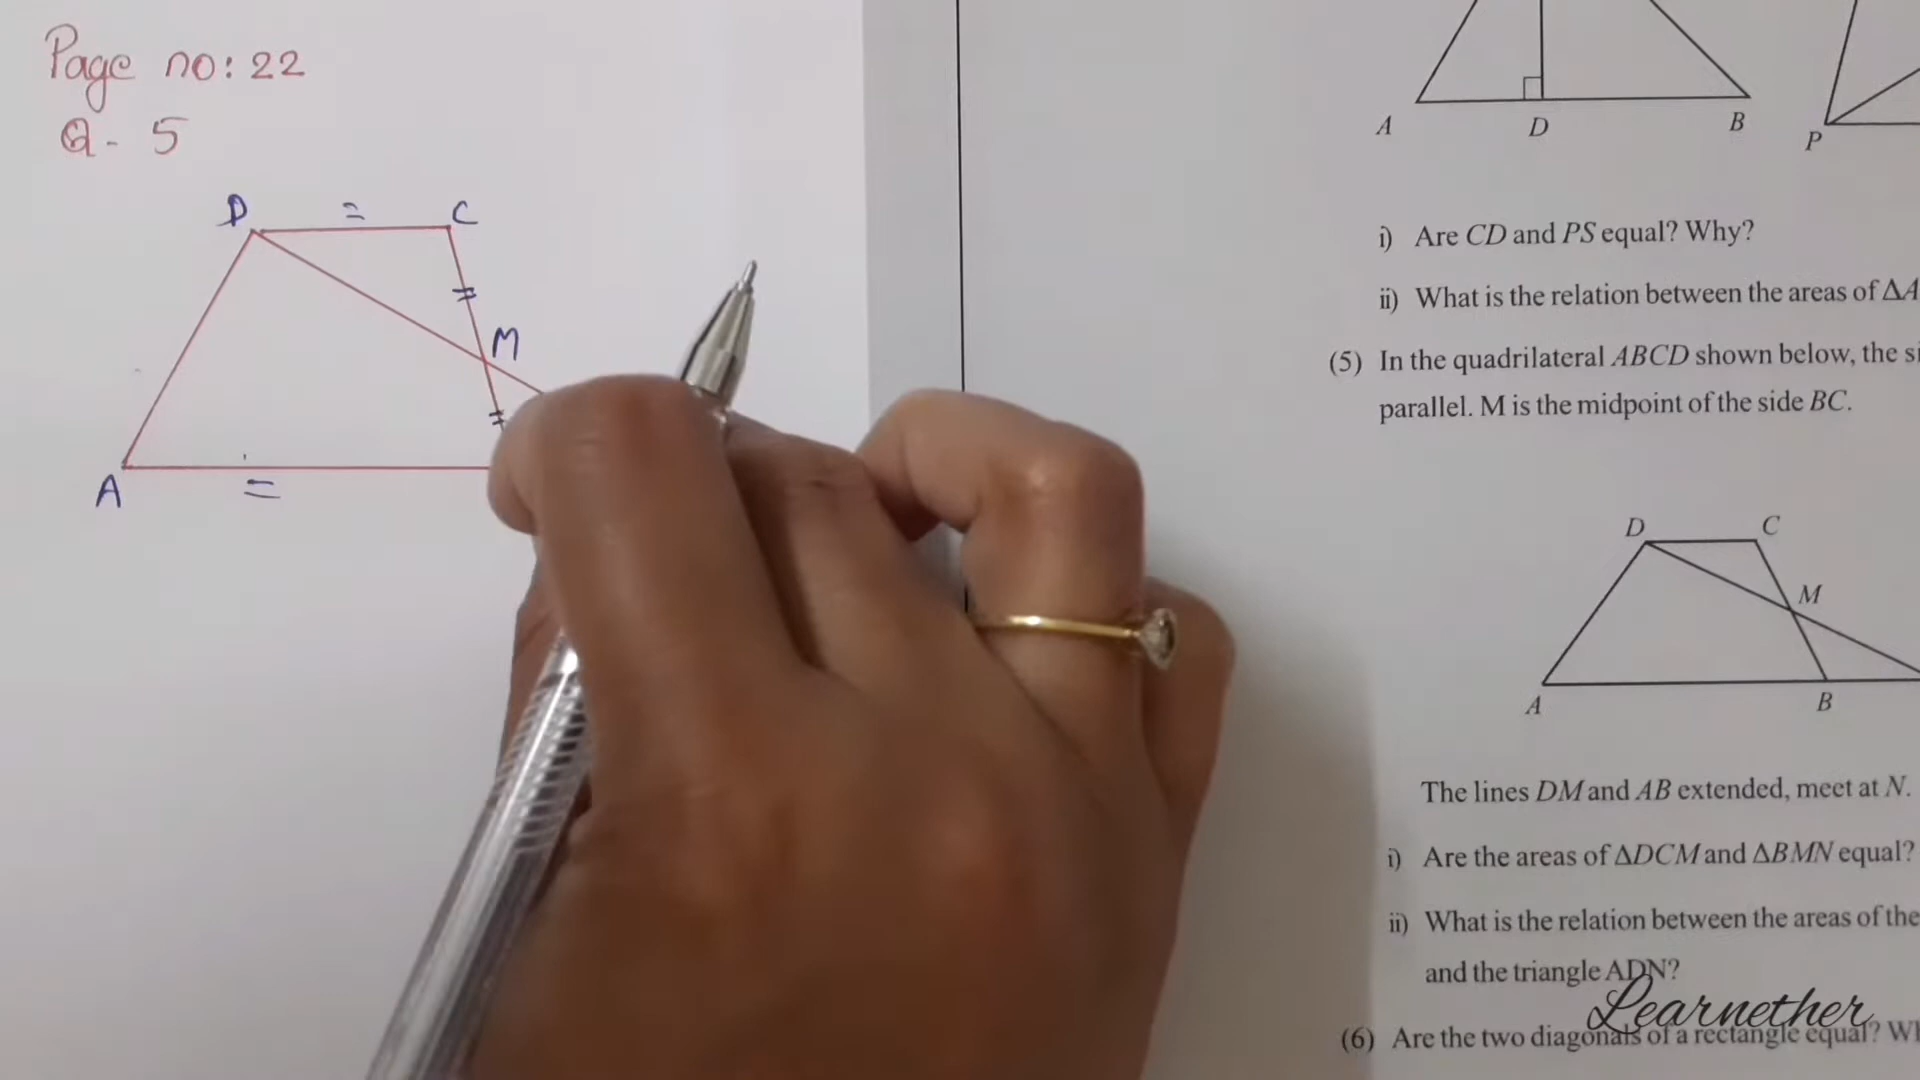 Page no: 22
Q - 5
D = C
M
A =
A D B P
i) Are CD and PS equal? Why?
ii) What is the relation between the areas of ΔA
(5) In the quadrilateral ABCD shown below, the si
parallel. M is the midpoint of the side BC.
D C
M
A B
The lines DM and AB extended, meet at N.
i) Are the areas of ΔDCM and ΔBMN equal?
ii) What is the relation between the areas of the
and the triangle ADN?
Learnether
(6) Are the two diagonals of a rectangle equal? Wh